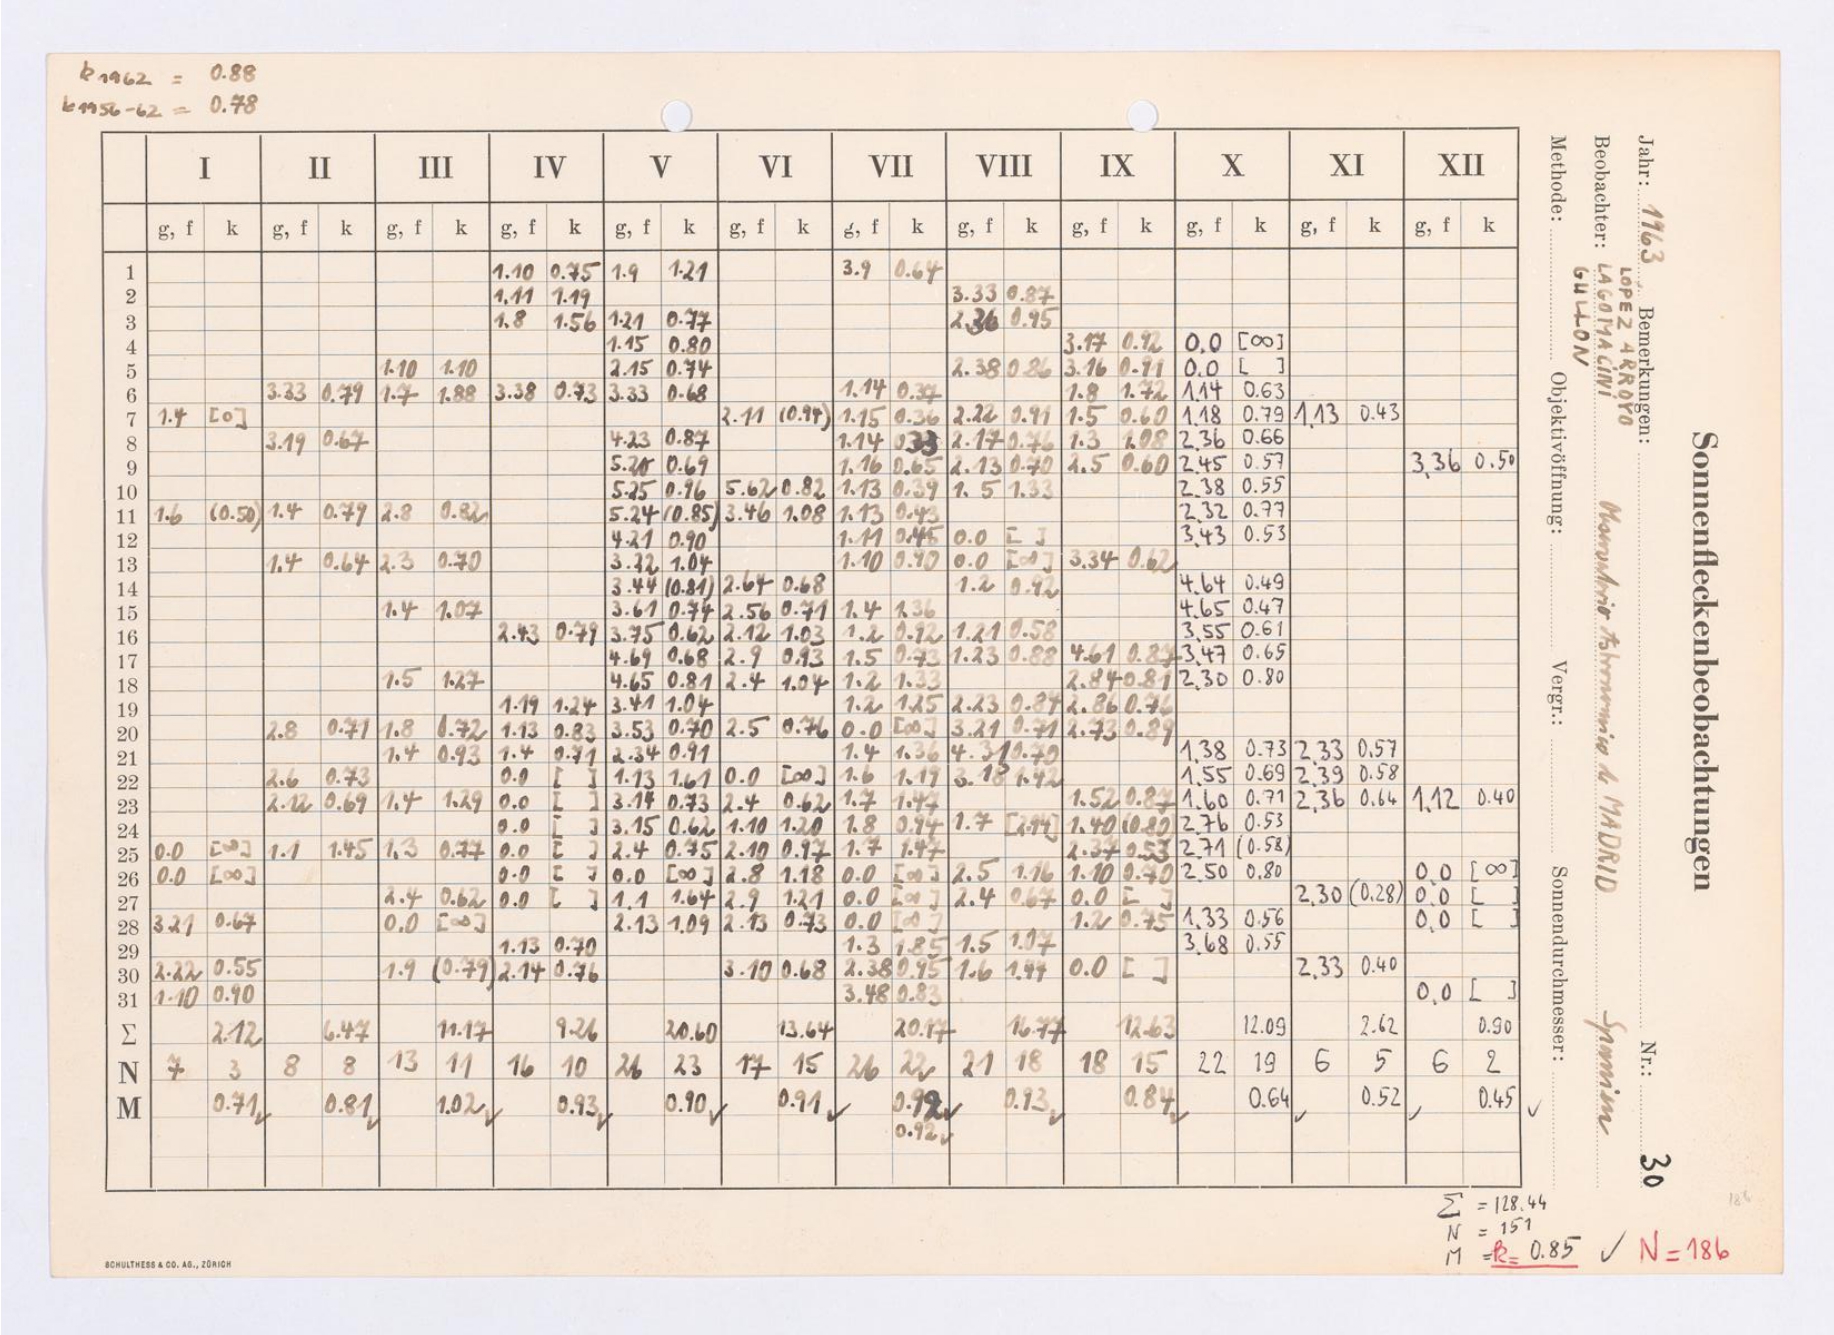 k1962 = 0.88
k1956-62 = 0.78
I II III IV V VI VII VIII IX X XI XII
g, f k g, f k g, f k g, f k g, f k g, f k g, f k g, f k g, f k g, f k g, f k g, f k
1 1.10 0.75 1.9 1.21 3.9 0.64
2 1.11 1.19 3.33 0.87
3 1.8 1.56 1.21 0.77 2.36 0.95
4 1.15 0.80 3.17 0.92 0.0 [∞]
5 1.10 1.10 2.15 0.74 2.38 0.86 3.16 0.91 0.0 [ ]
6 3.33 0.79 1.7 1.88 3.38 0.73 3.33 0.68 1.14 0.37 1.8 1.72 1.14 0.63
7 1.4 [0] 2.11 (0.94) 1.15 0.36 2.22 0.91 1.5 0.60 1.18 0.79 1.13 0.43
8 3.19 0.67 4.23 0.87 1.14 0.33 2.17 0.76 1.3 1.08 2.36 0.66
9 0.69 1.16 0.65 2.13 0.70 2.5 0.60 2.45 0.57 3.36 0.50
10 5.25 0.96 5.62 0.82 1.13 0.39 1.5 1.33 2.38 0.55
11 1.6 (0.50) 1.4 0.79 2.8 0.82 5.24 (0.85) 3.46 1.08 1.13 0.43 2.32 0.77
12 4.21 0.90 1.11 0.45 0.0 [ ] 3.43 0.53
13 1.4 0.64 2.3 0.70 3.22 1.04 1.10 0.90 0.0 [∞] 3.34 0.62
14 3.44 (0.81) 2.64 0.68 1.2 0.92 4.64 0.49
15 1.4 1.07 3.61 0.74 2.56 0.71 1.4 1.36 4.65 0.47
16 2.43 0.79 3.75 0.62 2.12 1.03 1.2 0.92 1.21 0.58 3.55 0.61
17 4.69 0.68 2.9 0.93 1.5 0.73 1.23 0.88 4.61 0.87 3.47 0.65
18 1.5 1.27 4.65 0.81 2.4 1.04 1.2 1.33 2.84 0.81 2.30 0.80
19 1.19 1.24 3.41 1.04 1.2 1.25 2.23 0.84 2.86 0.76
20 2.8 0.71 1.8 0.72 1.13 0.83 3.53 0.70 2.5 0.76 0.0 [∞] 3.21 0.71 2.73 0.89
21 1.4 0.93 1.4 0.71 2.34 0.91 1.4 1.36 4.31 0.70 1.38 0.73 2.33 0.57
22 2.6 0.73 0.0 [ ] 1.13 1.61 0.0 [∞] 1.6 1.19 3.18 1.42 1.55 0.69 2.39 0.58
23 2.12 0.69 1.4 1.29 0.0 [ ] 3.14 0.73 2.4 0.62 1.7 1.47 1.52 0.87 1.60 0.71 2.36 0.64 1.12 0.40
24 0.0 [ ] 3.15 0.62 1.10 1.20 1.8 0.94 1.7 [2.94] 1.40 (0.80) 2.76 0.53
25 0.0 [∞] 1.1 1.45 1.3 0.77 0.0 [ ] 2.4 0.75 2.10 0.97 1.7 1.47 2.37 0.53 2.71 (0.58)
26 0.0 [∞] 0.0 [ ] 0.0 [∞] 2.8 1.18 0.0 [∞] 2.5 1.16 1.10 0.70 2.50 0.80 0.0 [∞]
27 2.4 0.62 0.0 [ ] 1.1 1.64 2.9 1.21 0.0 [∞] 2.4 0.67 0.0 [ ] 2.30 (0.28) 0.0 [ ]
28 3.21 0.67 0.0 [∞] 2.13 1.09 2.13 0.73 0.0 [∞] 1.2 0.75 1.33 0.56 0.0 [ ]
29 1.13 0.70 1.3 1.85 1.5 1.07 3.68 0.55
30 2.22 0.55 1.9 (0.79) 2.14 0.76 3.10 0.68 2.38 0.95 1.6 1.44 0.0 [ ] 2.33 0.40
31 1.10 0.90 3.48 0.83 0.0 [ ]
Σ 2.12 6.47 11.17 9.26 20.60 13.64 20.17 16.77 12.63 12.09 2.62 0.90
N 7 3 8 8 13 11 16 10 26 23 17 15 26 22 21 18 18 15 22 19 6 5 6 2
M 0.71✓ 0.81✓ 1.02✓ 0.93✓ 0.90✓ 0.91✓ 0.92✓ 0.93✓ 0.84✓ 0.64✓ 0.52✓ 0.45✓
0.92✓
Σ = 128.44
N = 151
M =k= 0.85 ✓ N = 186
SCHULTHESS & CO. AG., ZÜRICH
Sonnenfleckenbeobachtungen
Jahr: 1963 Bemerkungen: Nr.: 30
LOPEZ ARROYO
Beobachter: LAGOMACINI Observatorio Astronomico de MADRID Spanien
GULLON
Methode: Objektivöffnung: Vergr.: Sonnendurchmesser:
186